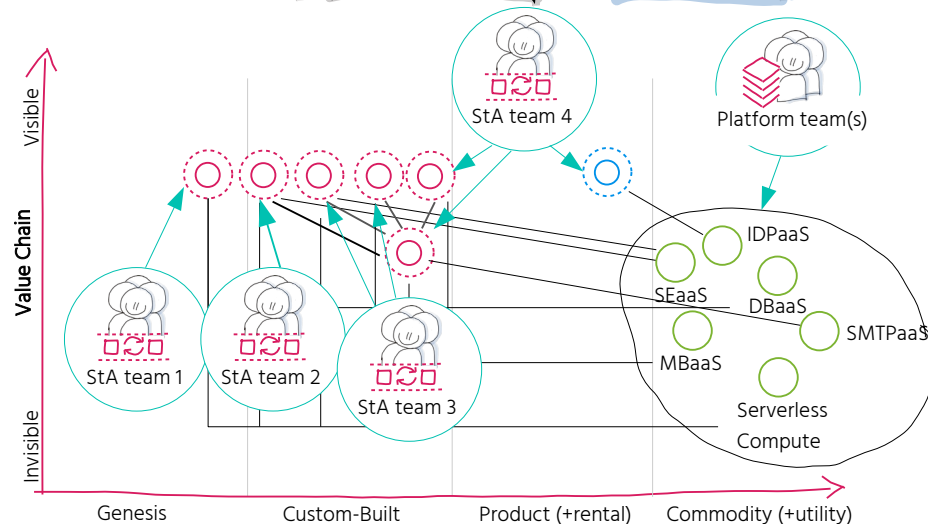 StA team 4
Platform team(s)
Visible
Value Chain
Invisible
IDPaaS
SEaaS
DBaaS
SMTPaaS
MBaaS
Serverless
Compute
StA team 1
StA team 2
StA team 3
Genesis
Custom-Built
Product (+rental)
Commodity (+utility)